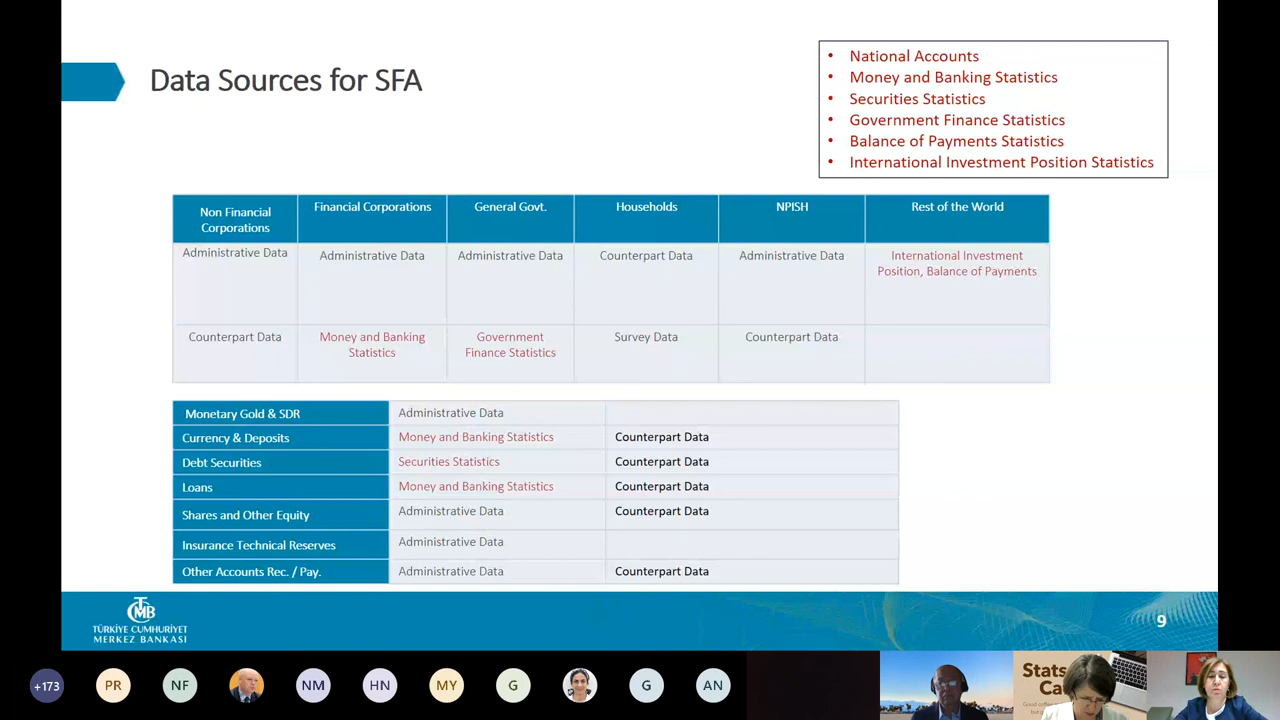 Data Sources for SFA
• National Accounts
• Money and Banking Statistics
• Securities Statistics
• Government Finance Statistics
• Balance of Payments Statistics
• International Investment Position Statistics
Non Financial
Corporations
Financial Corporations
General Govt.
Households
NPISH
Rest of the World
Administrative Data
Administrative Data
Administrative Data
Counterpart Data
Administrative Data
International Investment
Position, Balance of Payments
Counterpart Data
Money and Banking
Statistics
Government
Finance Statistics
Survey Data
Counterpart Data
Monetary Gold & SDR
Administrative Data
Currency & Deposits
Money and Banking Statistics
Counterpart Data
Debt Securities
Securities Statistics
Counterpart Data
Loans
Money and Banking Statistics
Counterpart Data
Shares and Other Equity
Administrative Data
Counterpart Data
Insurance Technical Reserves
Administrative Data
Other Accounts Rec. / Pay.
Administrative Data
Counterpart Data
TCMB
TÜRKİYE CUMHURİYET
MERKEZ BANKASI
9
+173
PR
NF
NM
HN
MY
G
G
AN
Stats
Ca